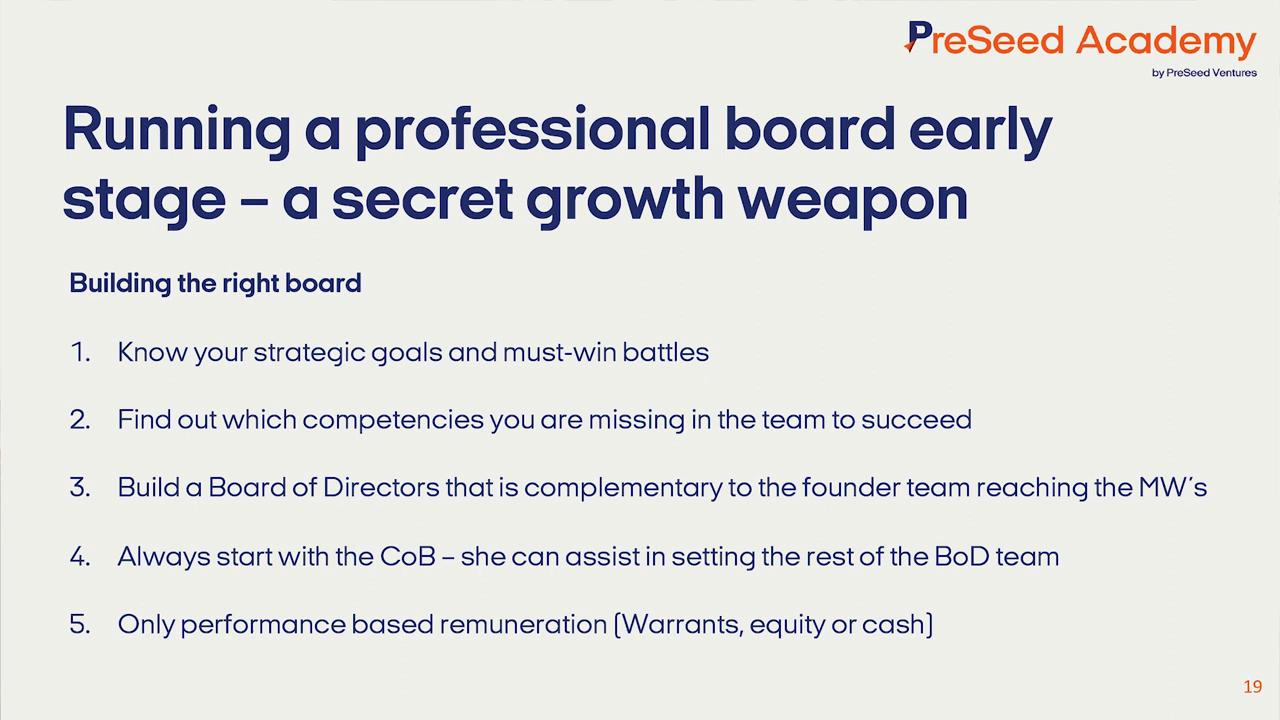 PreSeed Academy
by PreSeed Ventures
Running a professional board early
stage – a secret growth weapon
Building the right board
1. Know your strategic goals and must-win battles
2. Find out which competencies you are missing in the team to succeed
3. Build a Board of Directors that is complementary to the founder team reaching the MW´s
4. Always start with the CoB – she can assist in setting the rest of the BoD team
5. Only performance based remuneration (Warrants, equity or cash)
19